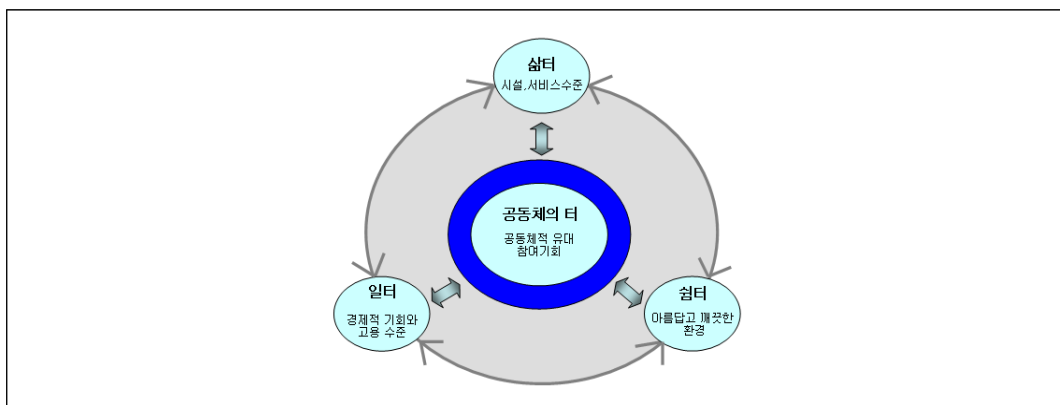 삶터
시설,서비스수준
공동체의 터
공동체적 유대
참여기회
일터
경제적 기회와
고용 수준
쉼터
아름답고 깨끗한
환경